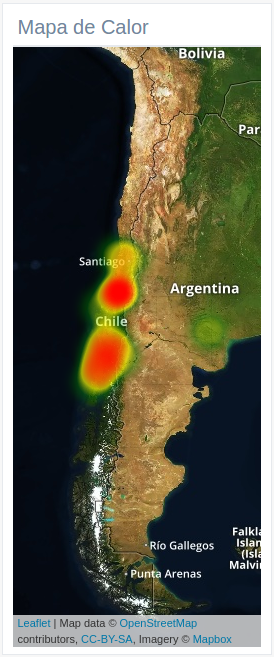 Mapa de Calor
Bolivia
Par
Santiago
Argentina
Chile
Falkl
Islan
(Isl
Malvin
Río Gallegos
Punta Arenas
Leaflet | Map data © OpenStreetMap
contributors, CC-BY-SA, Imagery © Mapbox